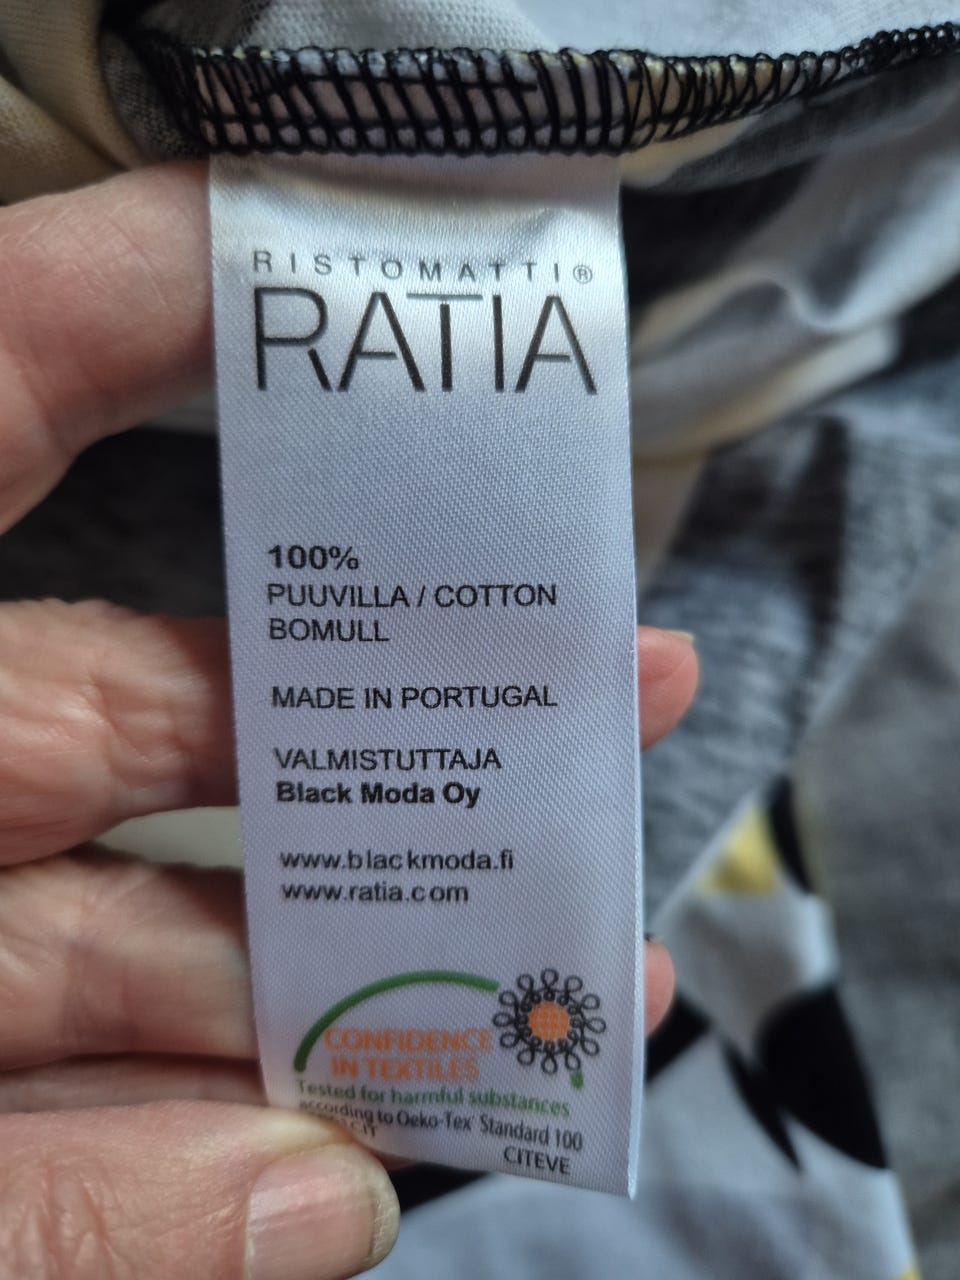 RISTOMATTI®
RATIA
100%
PUUVILLA / COTTON
BOMULL
MADE IN PORTUGAL
VALMISTUTTAJA
Black Moda Oy
www.blackmoda.fi
www.ratia.com
CONFIDENCE
IN TEXTILES
Tested for harmful substances
according to Oeko-Tex® Standard 100
CITEVE